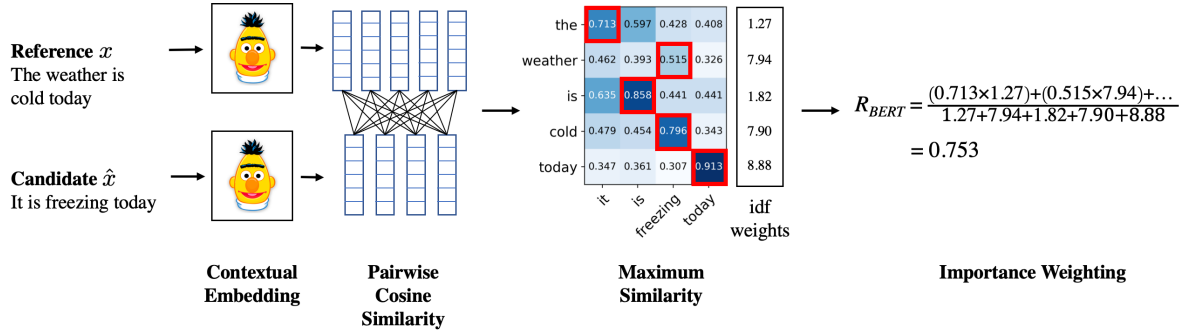 Reference x
The weather is
cold today
Candidate x̂
It is freezing today
Contextual
Embedding
Pairwise
Cosine
Similarity
the 0.713 0.597 0.428 0.408 1.27
weather 0.462 0.393 0.515 0.326 7.94
is 0.635 0.858 0.441 0.441 1.82
cold 0.479 0.454 0.796 0.343 7.90
today 0.347 0.361 0.307 0.913 8.88
it is freezing today
idf
weights
Maximum
Similarity
R_BERT = (0.713×1.27)+(0.515×7.94)+...
1.27+7.94+1.82+7.90+8.88
= 0.753
Importance Weighting